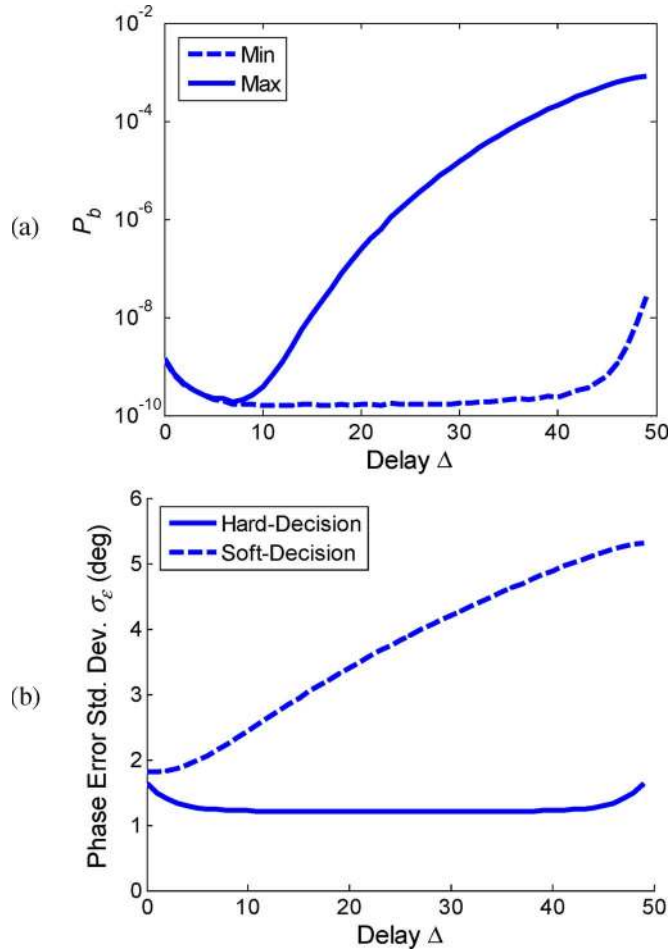 (a)
P_b
10^-2
10^-4
10^-6
10^-8
10^-10
Min
Max
0 10 20 30 40 50
Delay Δ
(b)
Phase Error Std. Dev. σ_ε (deg)
6
5
4
3
2
1
0
Hard-Decision
Soft-Decision
0 10 20 30 40 50
Delay Δ